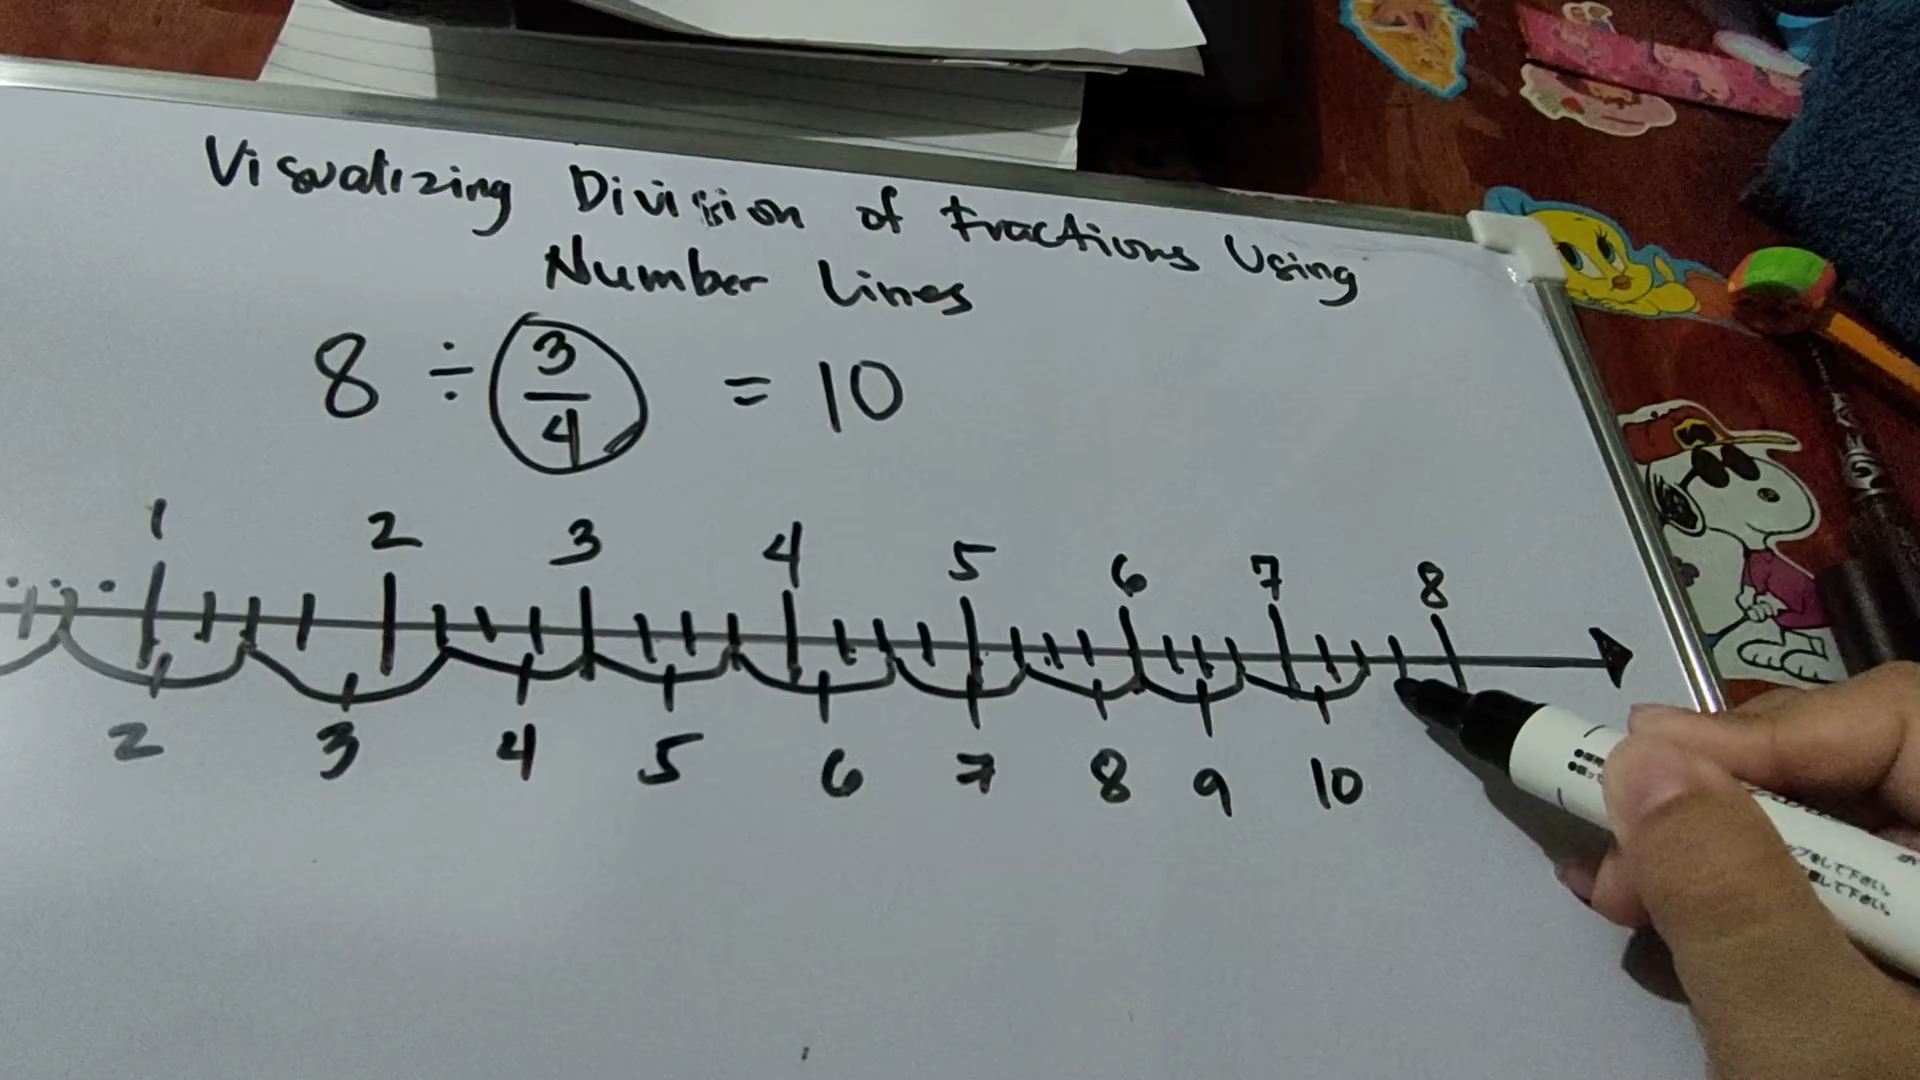 Visualizing Division of Fractions Using
Number Lines
8 ÷ 3/4 = 10
1 2 3 4 5 6 7 8
2 3 4 5 6 7 8 9 10